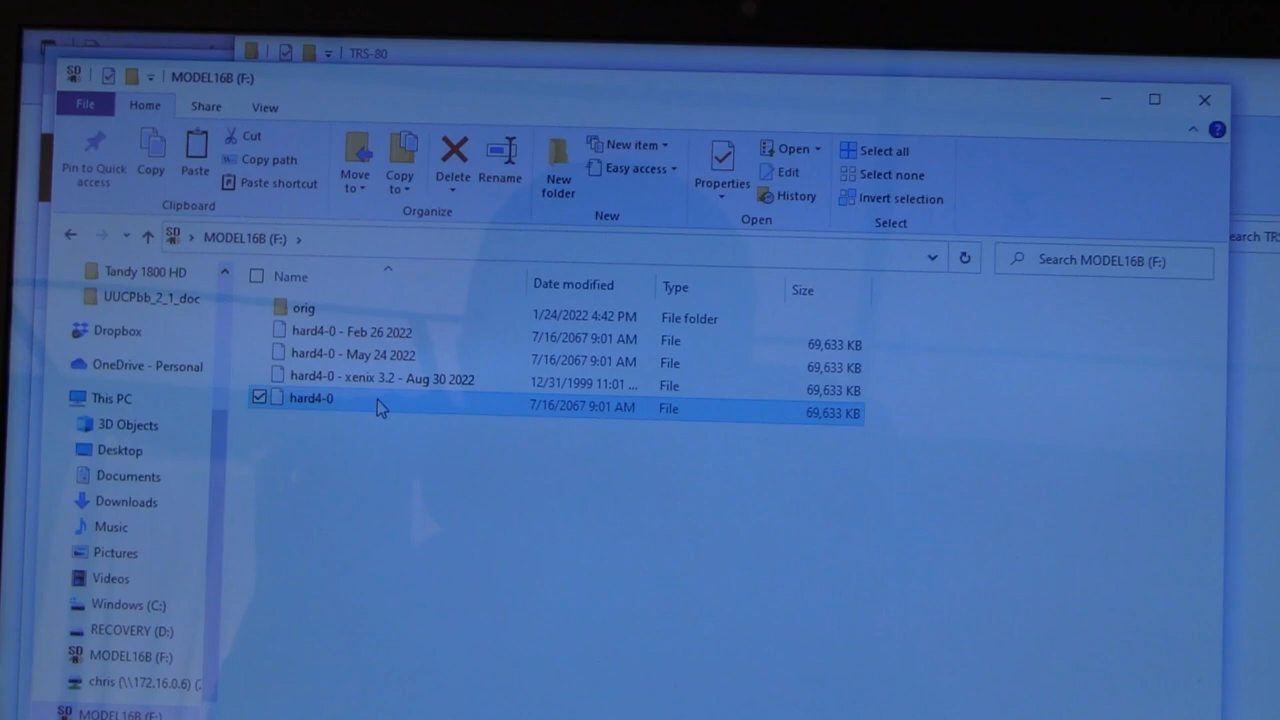 TRS-80
MODEL16B (F:)
File Home Share View
Pin to Quick access
Copy
Paste
Cut
Copy path
Paste shortcut
Clipboard
Move to
Copy to
Delete
Rename
Organize
New folder
New item
Easy access
New
Properties
Open
Edit
History
Open
Select all
Select none
Invert selection
Select
MODEL16B (F:)
Search MODEL16B (F:)
earch TR
Tandy 1800 HD
UUCPbb_2_1_doc
Dropbox
OneDrive - Personal
This PC
3D Objects
Desktop
Documents
Downloads
Music
Pictures
Videos
Windows (C:)
RECOVERY (D:)
MODEL16B (F:)
chris (\\172.16.0.6) (
MODEL16B (F:)
Name Date modified Type Size
orig 1/24/2022 4:42 PM File folder
hard4-0 - Feb 26 2022 7/16/2067 9:01 AM File 69,633 KB
hard4-0 - May 24 2022 7/16/2067 9:01 AM File 69,633 KB
hard4-0 - xenix 3.2 - Aug 30 2022 12/31/1999 11:01 ... File 69,633 KB
hard4-0 7/16/2067 9:01 AM File 69,633 KB